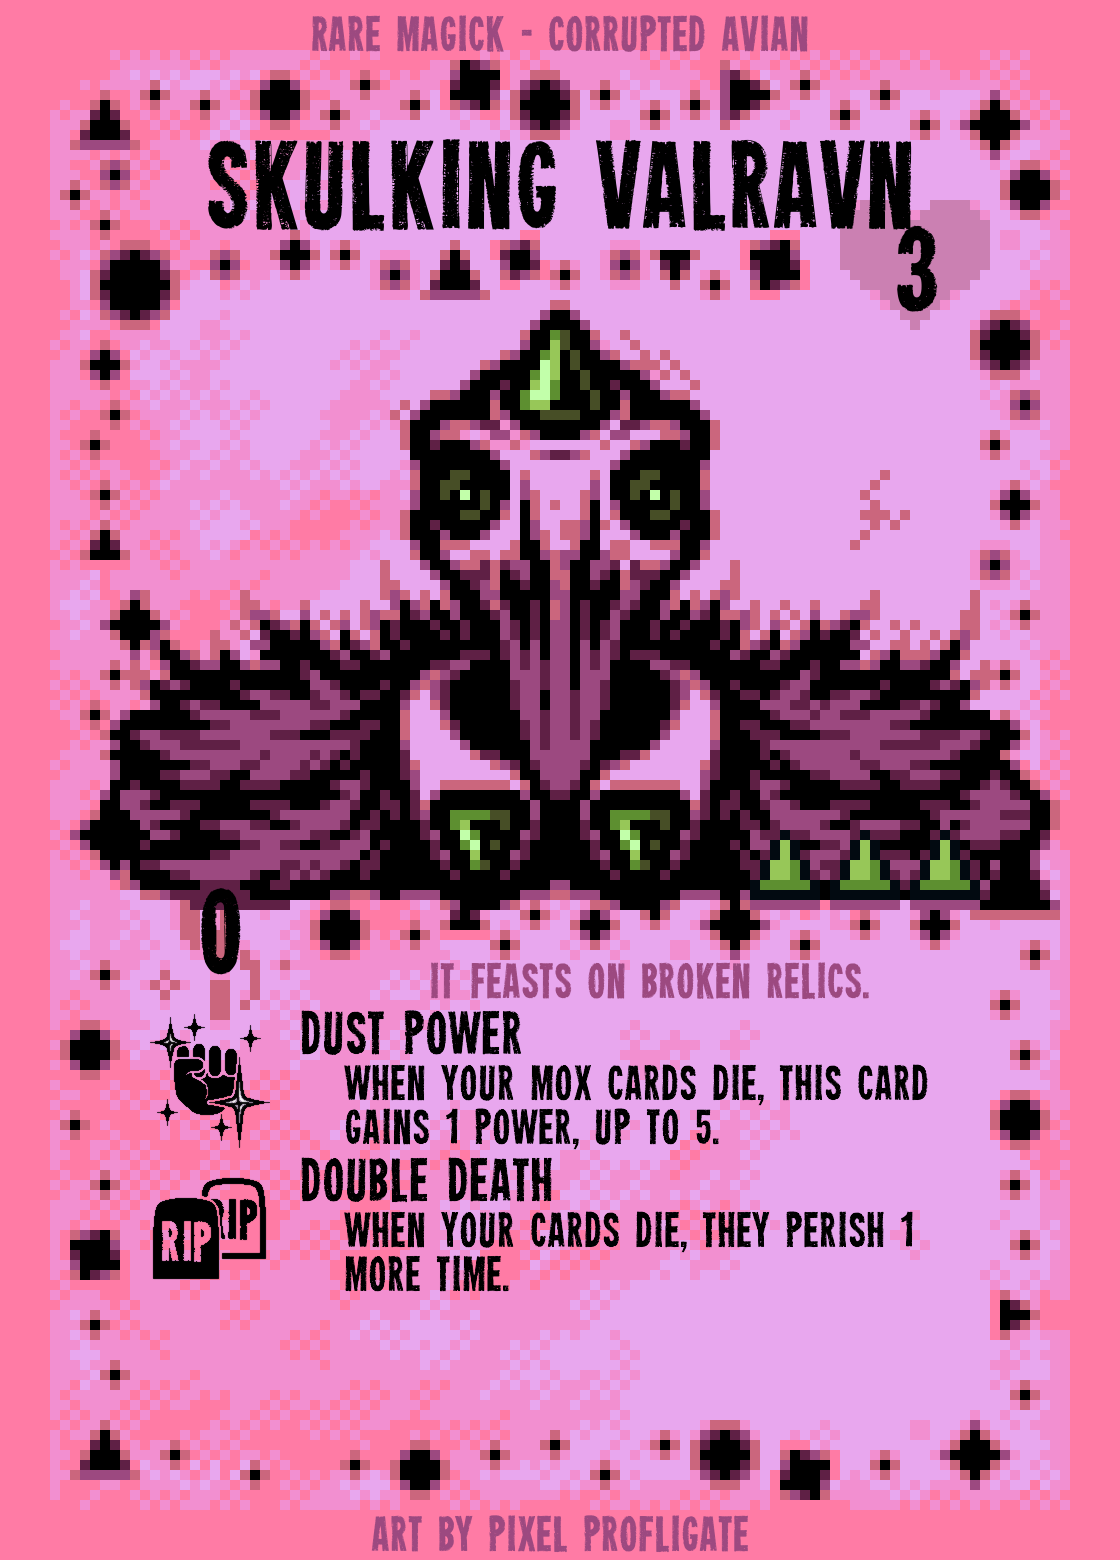 RARE MAGICK - CORRUPTED AVIAN
SKULKING VALRAVN
3
0
IT FEASTS ON BROKEN RELICS.
DUST POWER
WHEN YOUR MOX CARDS DIE, THIS CARD
GAINS 1 POWER, UP TO 5.
DOUBLE DEATH
RIP
RIP
WHEN YOUR CARDS DIE, THEY PERISH 1
MORE TIME.
ART BY PIXEL PROFLIGATE